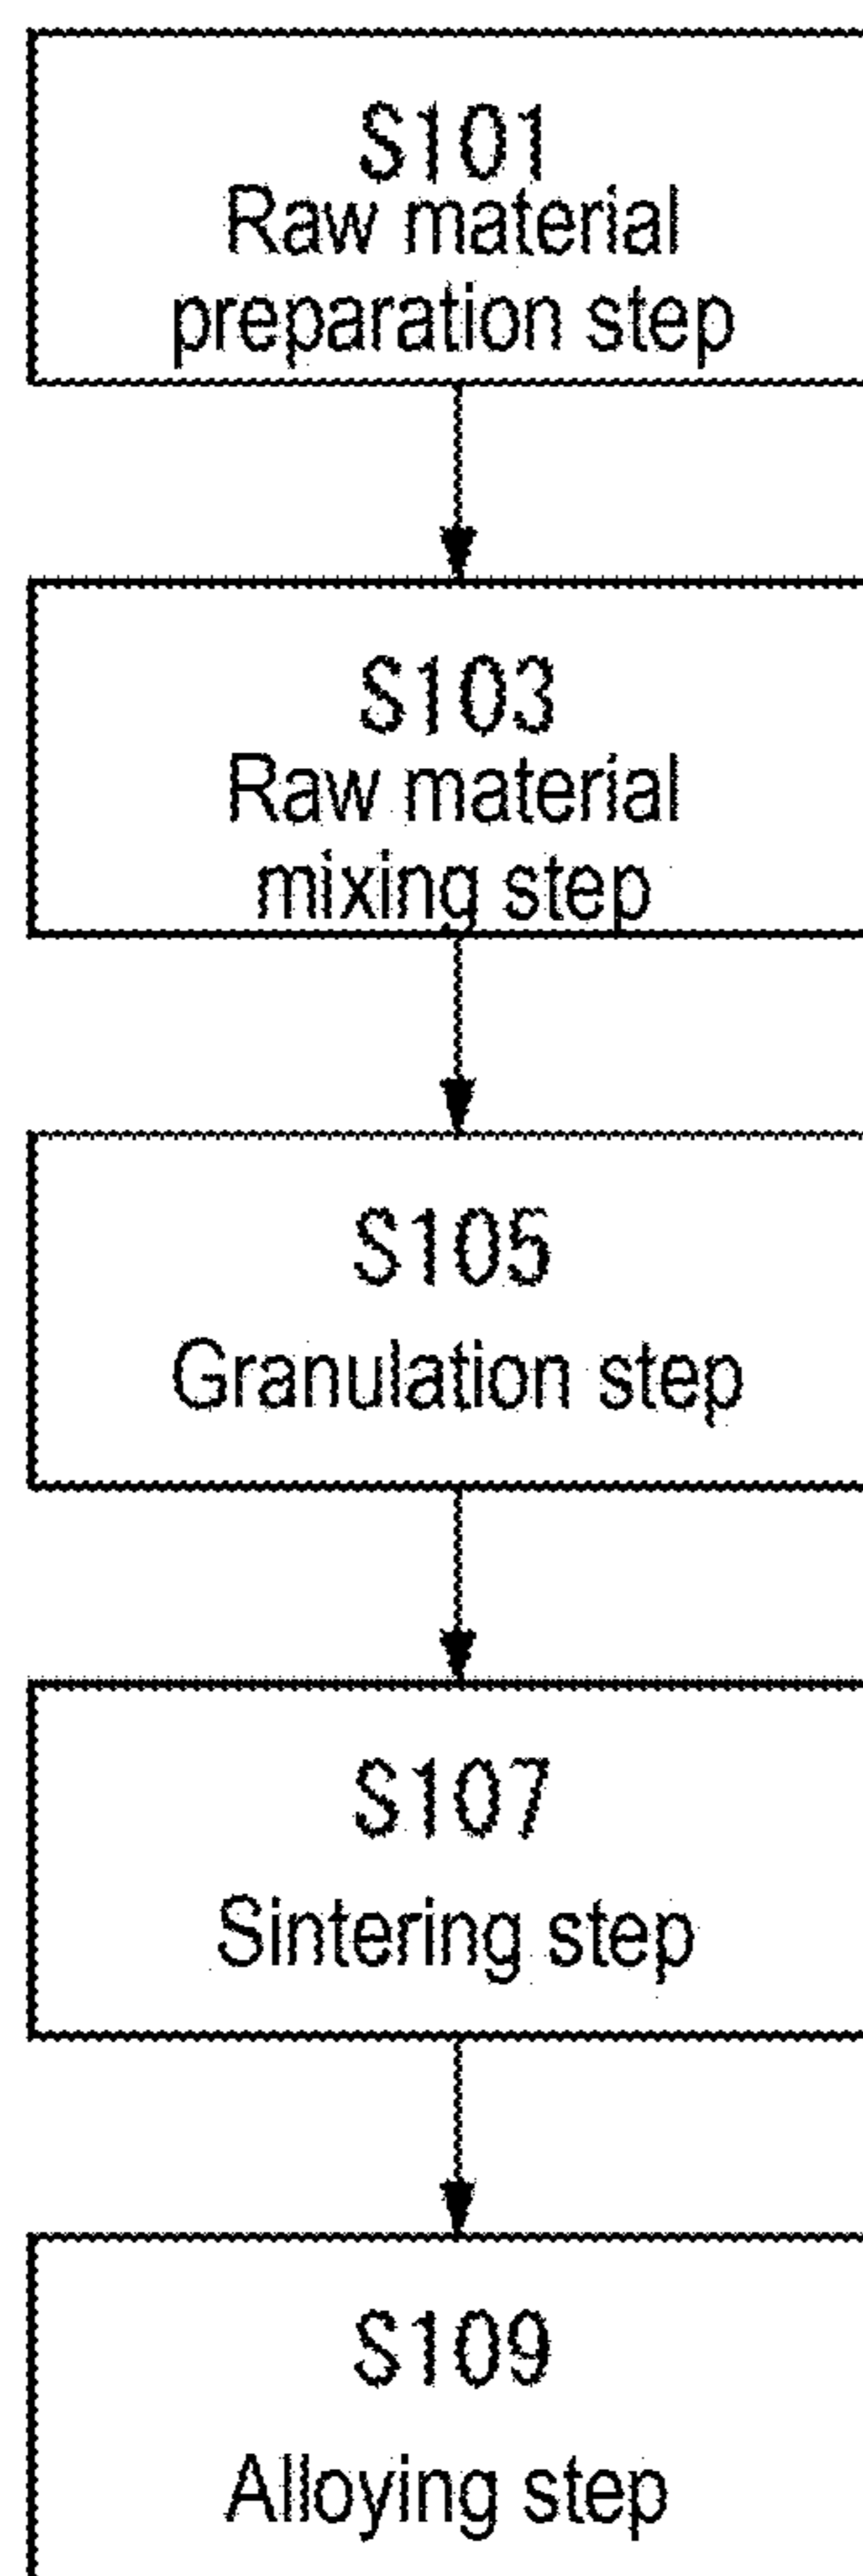 S101
Raw material
preparation step
S103
Raw material
mixing step
S105
Granulation step
S107
Sintering step
S109
Alloying step